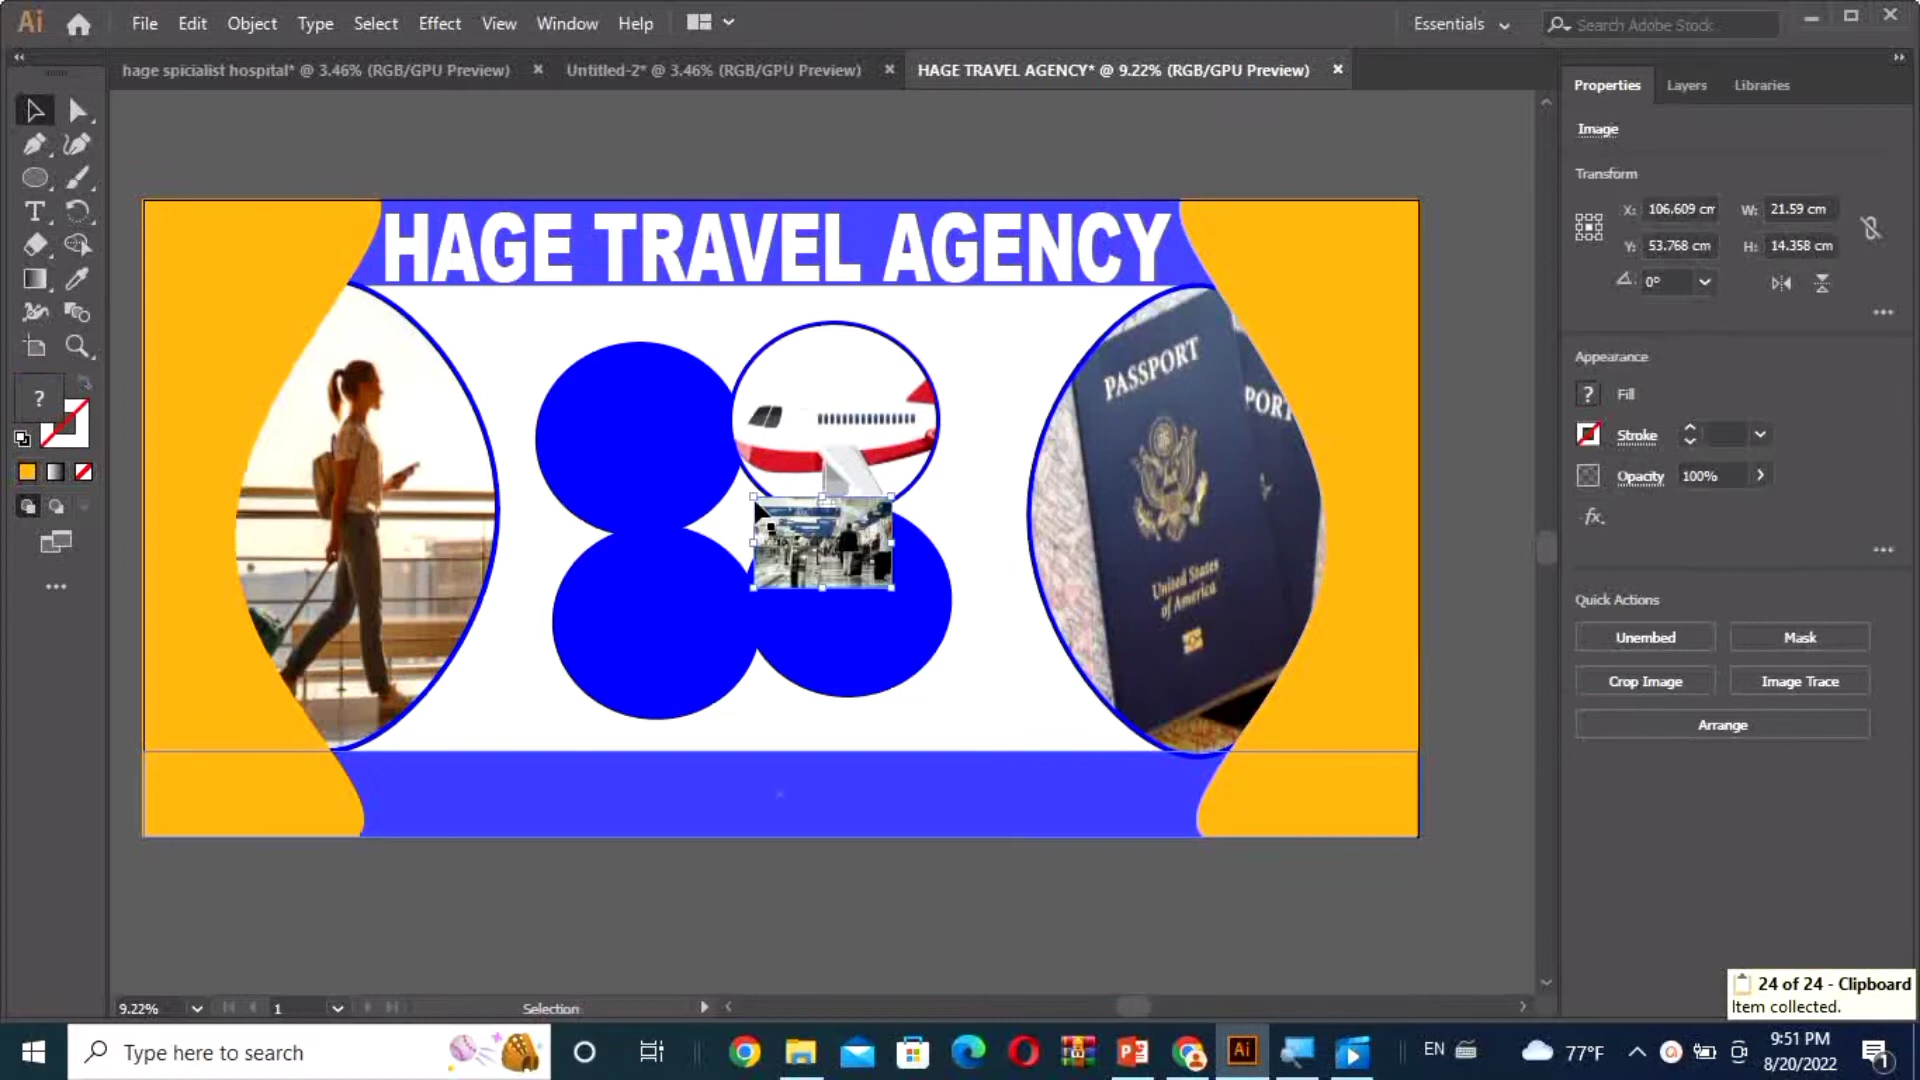 Ai File Edit Object Type Select Effect View Window Help Essentials Search Adobe Stock
hage spicialist hospital* @ 3.46% (RGB/GPU Preview) × Untitled-2* @ 3.46% (RGB/GPU Preview) × HAGE TRAVEL AGENCY* @ 9.22% (RGB/GPU Preview) ×
Properties Layers Libraries
Image
Transform
X: 106.609 cm W: 21.59 cm
Y: 53.768 cm H: 14.358 cm
0°
Appearance
? Fill
Stroke
Opacity 100%
fx.
Quick Actions
Unembed Mask
Crop Image Image Trace
Arrange
HAGE TRAVEL AGENCY
PASSPORT
PORT
United States
of America
?
9.22% 1 Selection
24 of 24 - Clipboard
Item collected.
Type here to search
Ai
EN
77°F
9:51 PM
8/20/2022
1